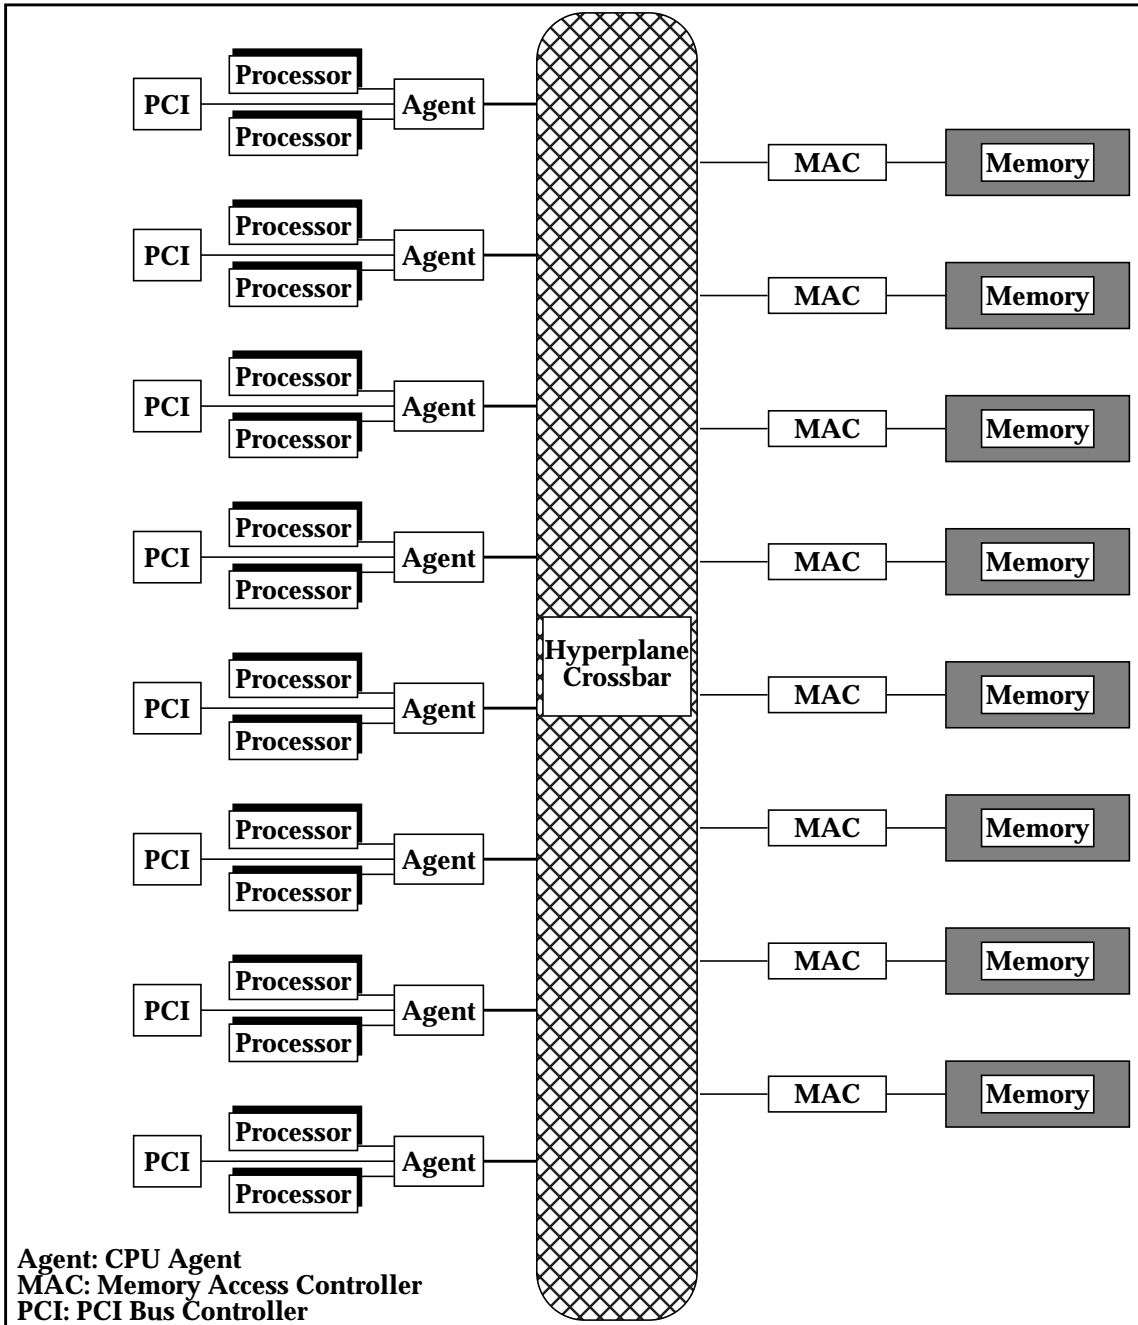 Processor
PCI
Agent
Processor
MAC
Memory
Processor
PCI
Agent
Processor
MAC
Memory
Processor
PCI
Agent
Processor
MAC
Memory
Processor
PCI
Agent
Processor
MAC
Memory
Hyperplane
Crossbar
Processor
PCI
Agent
Processor
MAC
Memory
Processor
PCI
Agent
Processor
MAC
Memory
Processor
PCI
Agent
Processor
MAC
Memory
Processor
PCI
Agent
Processor
MAC
Memory
Agent: CPU Agent
MAC: Memory Access Controller
PCI: PCI Bus Controller